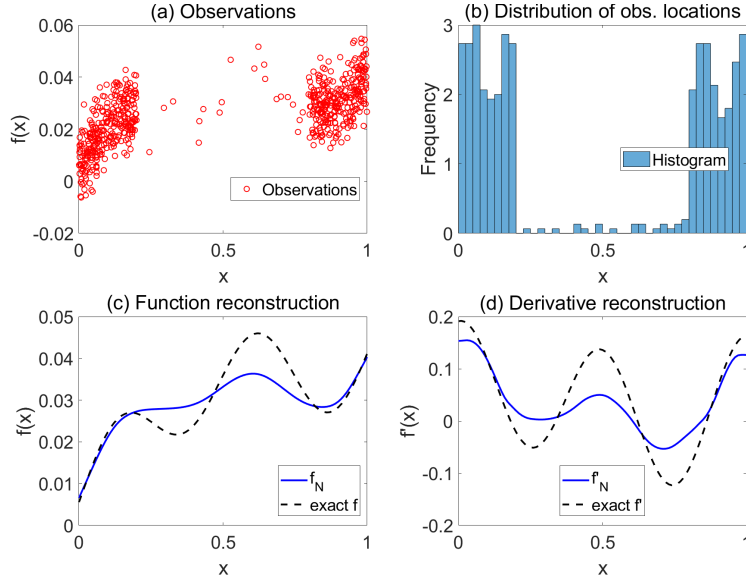 (a) Observations
0.06
0.04
0.02
0
-0.02
f(x)
Observations
0
0.5
1
x
(b) Distribution of obs. locations
3
2
1
0
Frequency
Histogram
0
0.5
1
x
(c) Function reconstruction
0.05
0.04
0.03
0.02
0.01
0
f(x)
f_N
exact f
0
0.5
1
x
(d) Derivative reconstruction
0.2
0.1
0
-0.1
-0.2
f'(x)
f'_N
exact f'
0
0.5
1
x